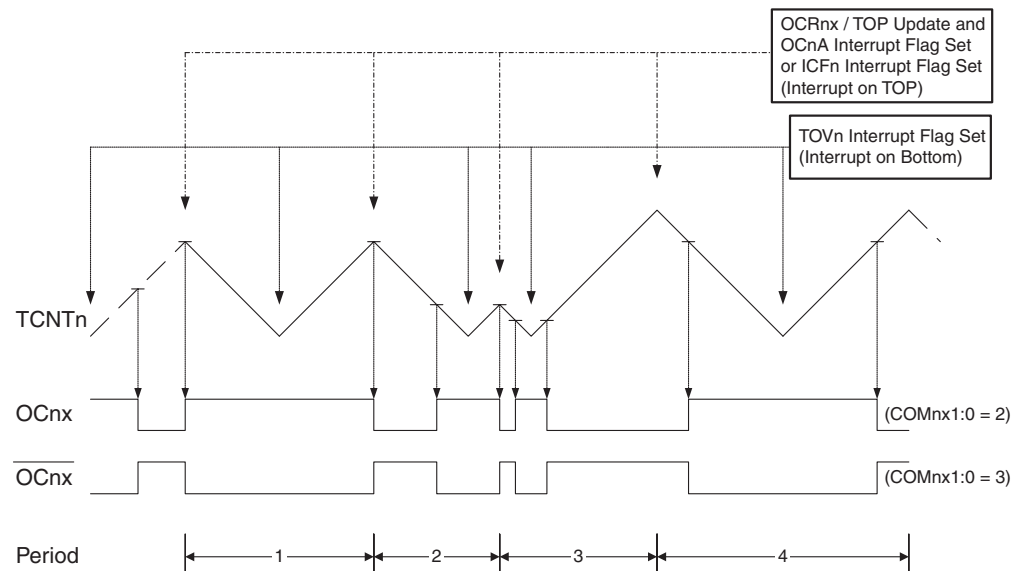 OCRnx / TOP Update and
OCnA Interrupt Flag Set
or ICFn Interrupt Flag Set
(Interrupt on TOP)
TOVn Interrupt Flag Set
(Interrupt on Bottom)
TCNTn
OCnx
(COMnx1:0 = 2)
OCnx
(COMnx1:0 = 3)
Period
1
2
3
4